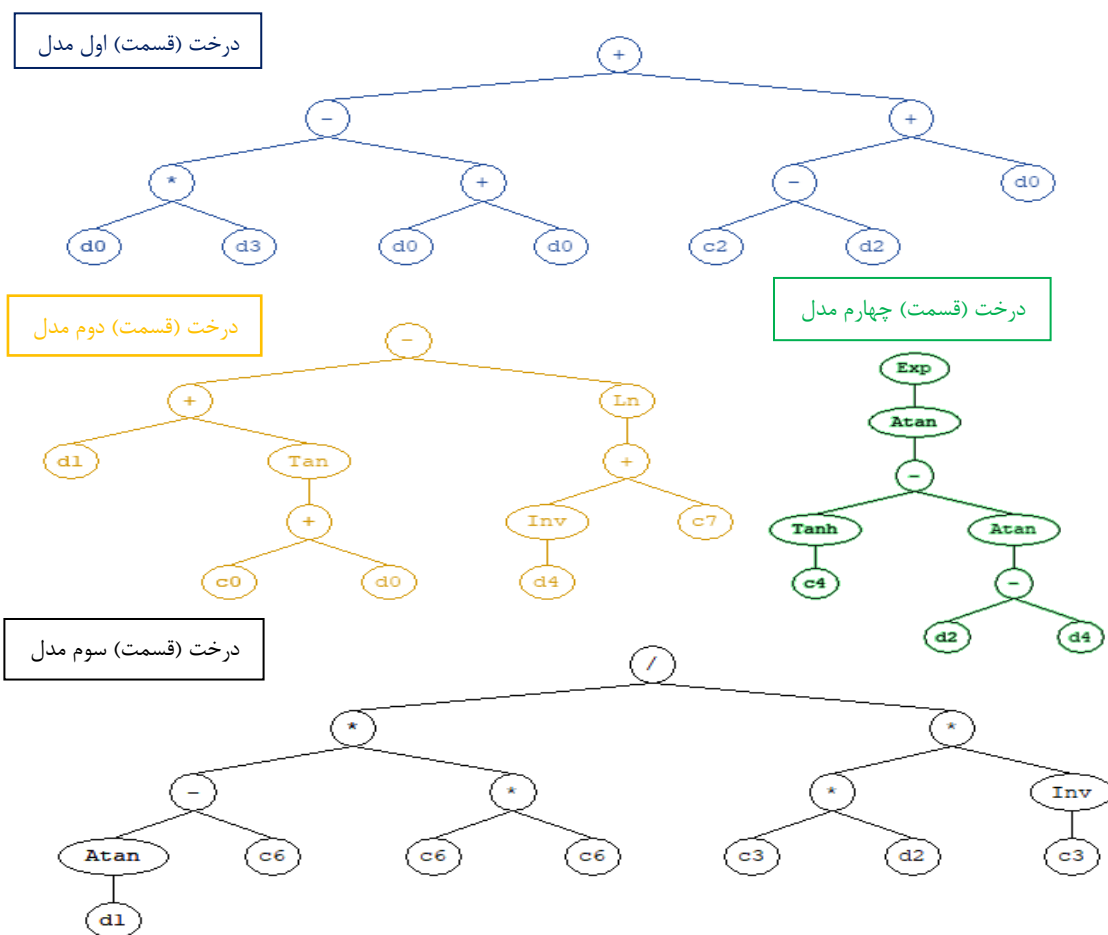 درخت (قسمت) اول مدل
+
- +
* + - d0
d0 d3 d0 d0 c2 d2
درخت (قسمت) دوم مدل
-
+ Ln
d1 Tan +
+ Inv c7
c0 d0 d4
درخت (قسمت) چهارم مدل
Exp
Atan
-
Tanh Atan
c4 -
d2 d4
درخت (قسمت) سوم مدل
/
* *
- * * Inv
Atan c6 c6 c6 c3 d2 c3
d1